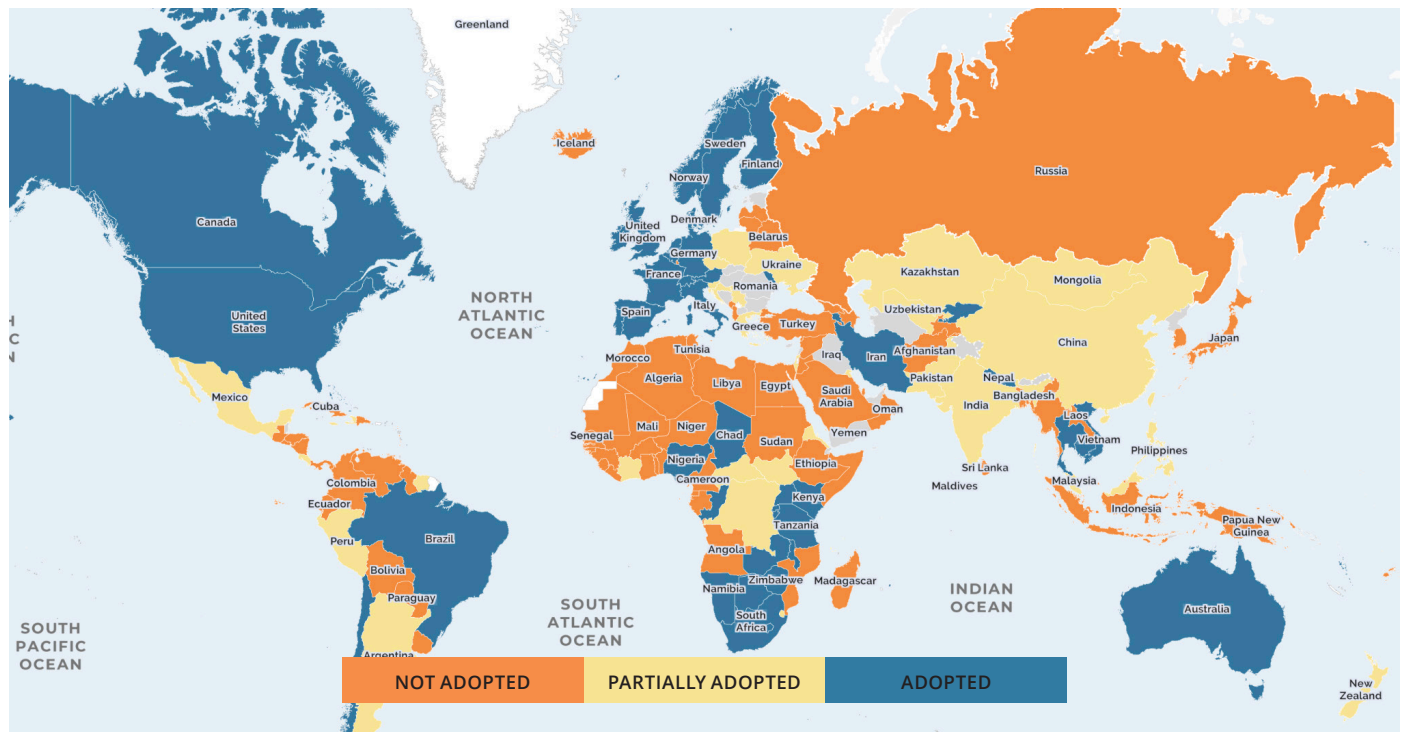 Greenland
Iceland
Sweden
Finland
Norway
Russia
Canada
Denmark
United
Kingdom
Belarus
Germany
Ukraine
France
Romania
Kazakhstan
Mongolia
NORTH
ATLANTIC
OCEAN
United
States
Spain
Italy
Greece
Turkey
Uzbekistan
China
Japan
Morocco
Tunisia
Iraq
Iran
Afghanistan
Algeria
Libya
Egypt
Saudi
Arabia
Pakistan
Nepal
Bangladesh
India
Mexico
Cuba
Oman
Laos
Senegal
Mali
Niger
Chad
Sudan
Yemen
Vietnam
Philippines
Nigeria
Ethiopia
Sri Lanka
Colombia
Cameroon
Maldives
Malaysia
Ecuador
Kenya
Indonesia
Papua New
Guinea
Peru
Brazil
Tanzania
Angola
Bolivia
Zimbabwe
Madagascar
Namibia
INDIAN
OCEAN
Paraguay
SOUTH
ATLANTIC
OCEAN
South
Africa
Australia
SOUTH
PACIFIC
OCEAN
Argentina
NOT ADOPTED
PARTIALLY ADOPTED
ADOPTED
New
Zealand